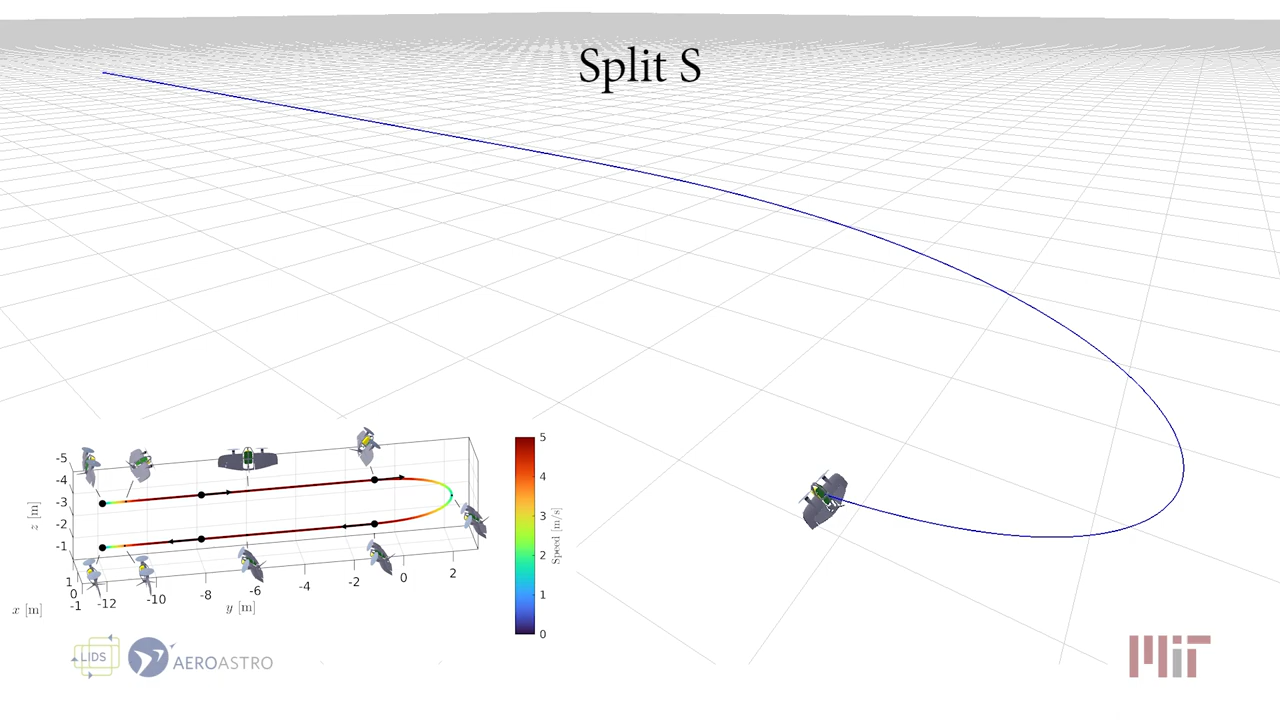 Split S
-5
-4
-3
-2
-1
z [m]
1
0
-1
x [m]
-12
-10
-8
-6
-4
-2
0
2
y [m]
5
4
3
2
1
0
Speed [m/s]
LIDS
AEROASTRO
MIT